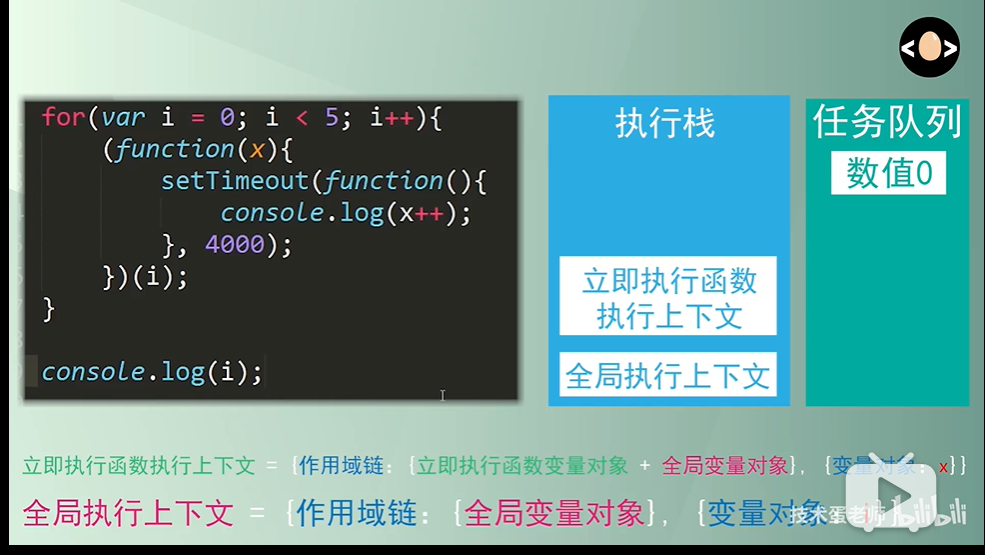 for(var i = 0; i < 5; i++){
(function(x){
setTimeout(function(){
console.log(x++);
}, 4000);
})(i);
}
console.log(i);
执行栈
立即执行函数
执行上下文
全局执行上下文
任务队列
数值0
< >
立即执行函数执行上下文 = {作用域链: {立即执行函数变量对象 + 全局变量对象}, {变量对象: x}}
全局执行上下文 = {作用域链: {全局变量对象}, {变量对象
技术蛋老师
bilibili